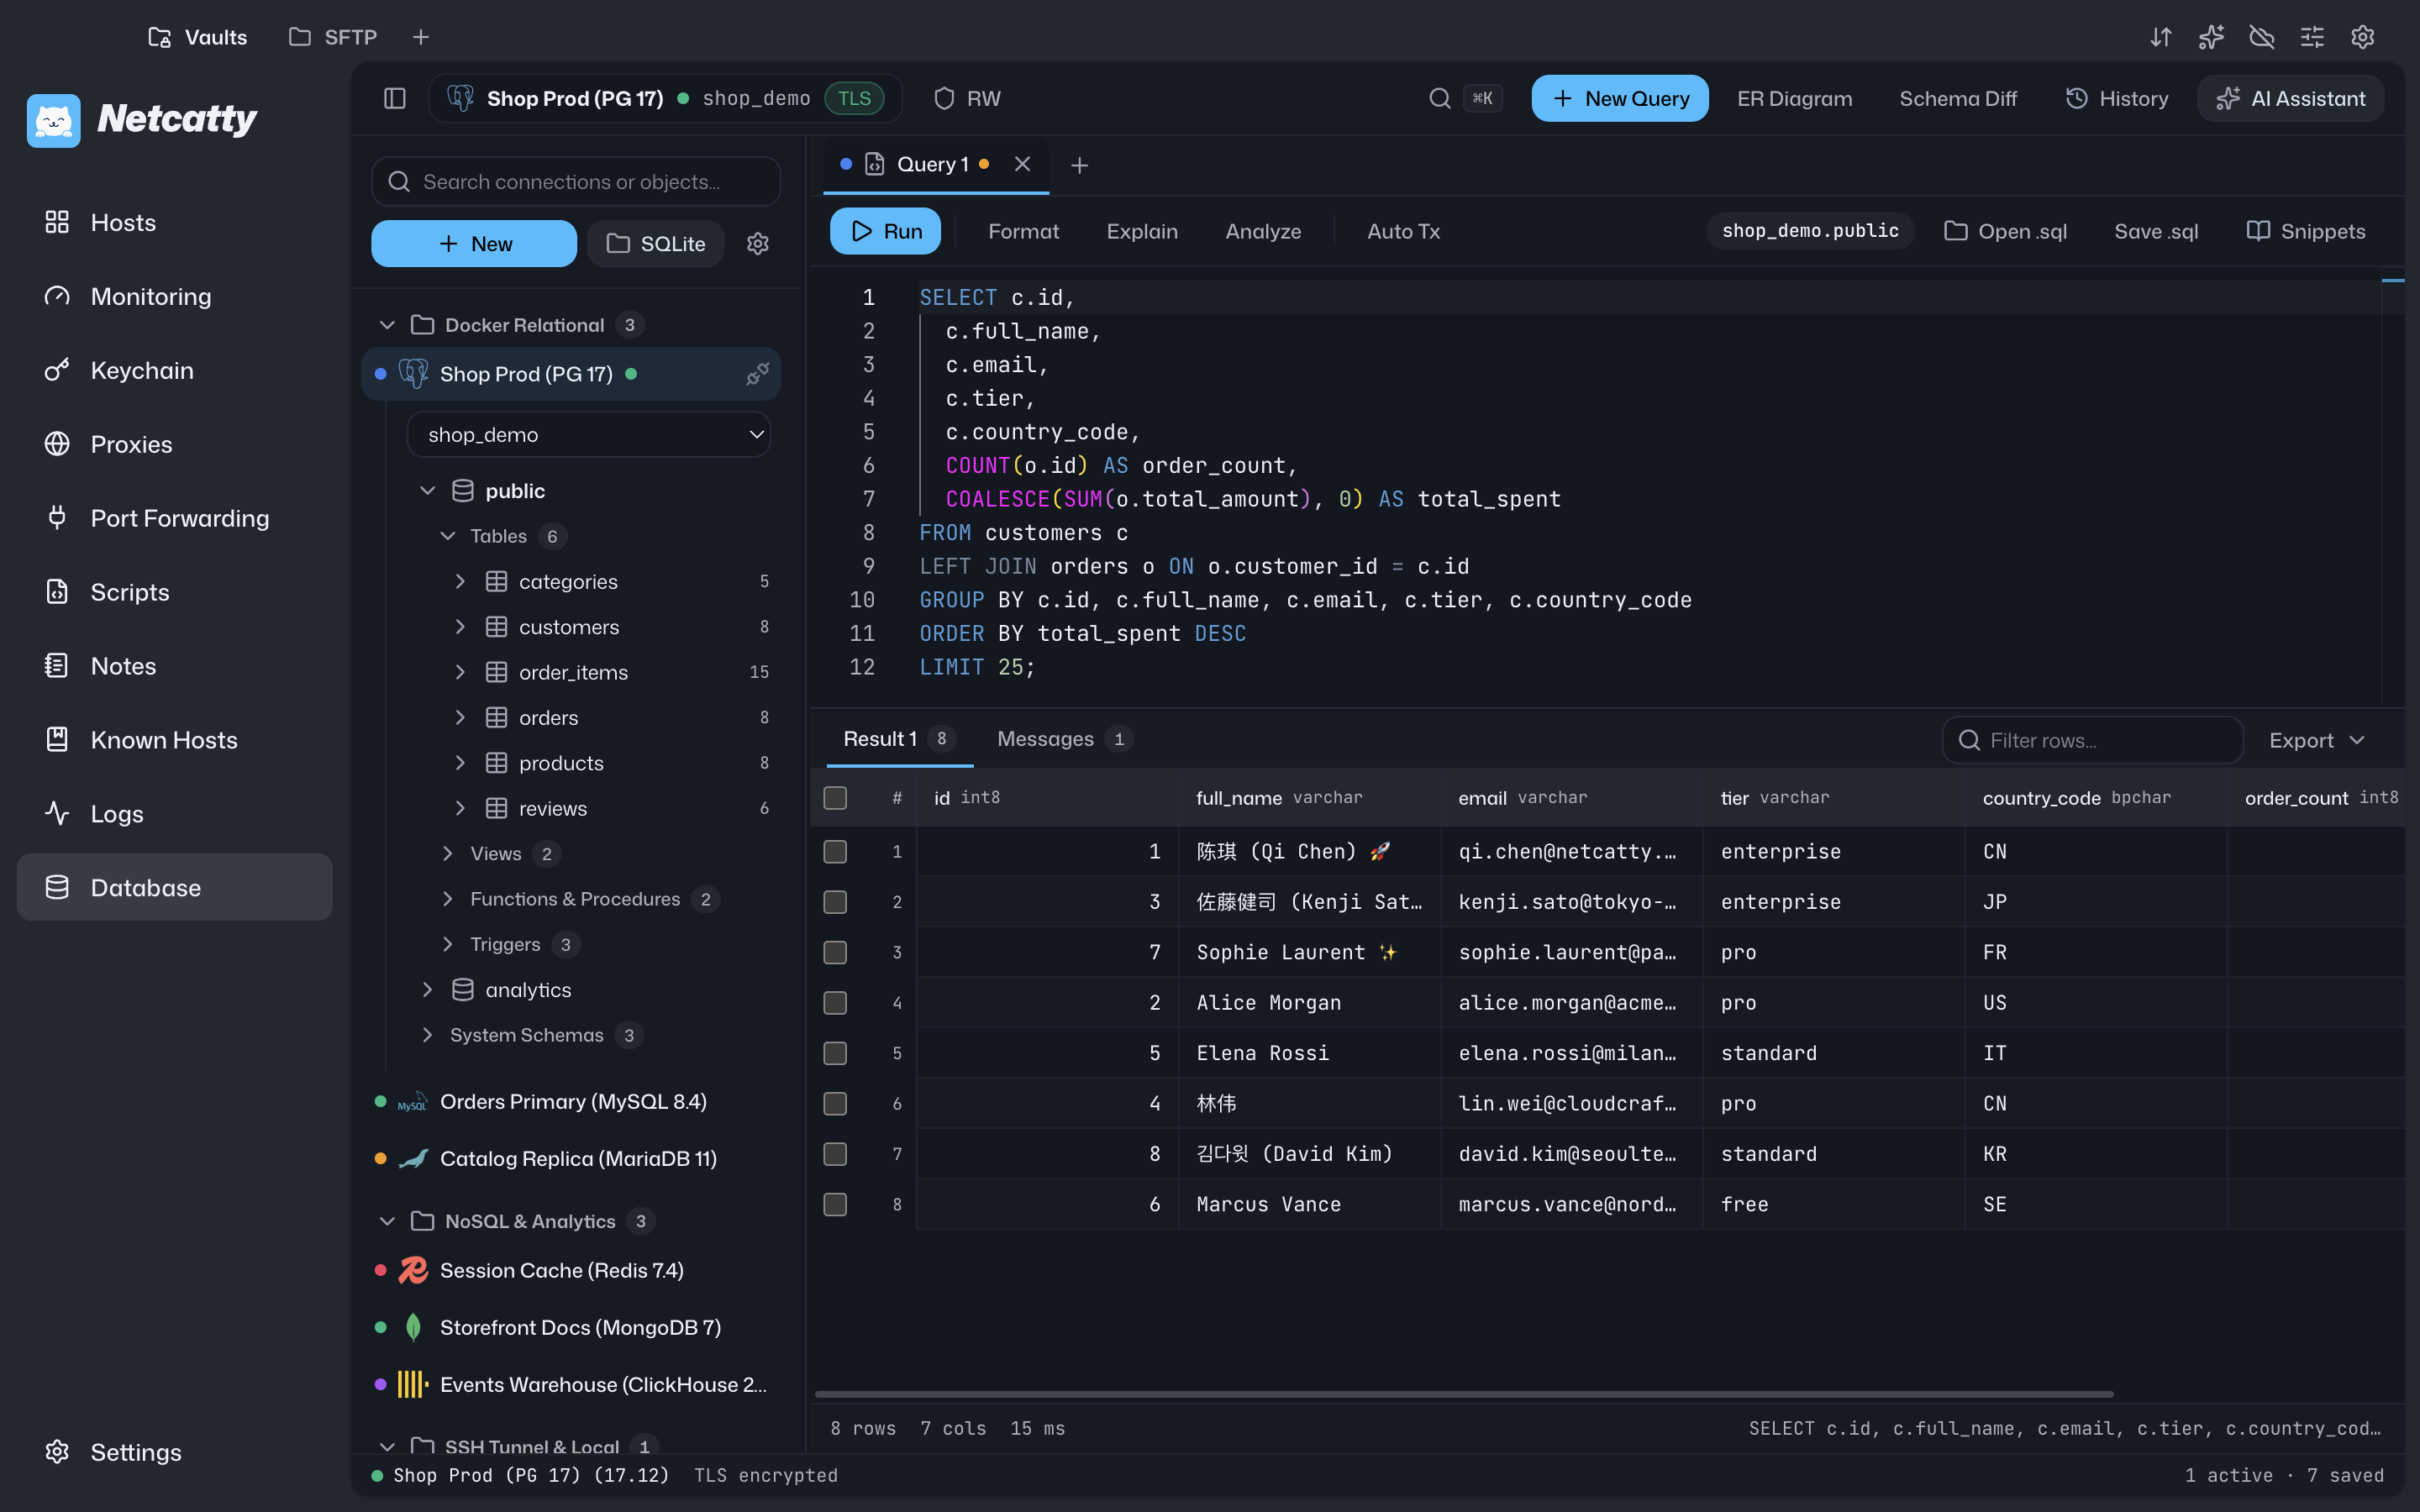 Vaults SFTP
Netcatty
Hosts
Monitoring
Keychain
Proxies
Port Forwarding
Scripts
Notes
Known Hosts
Logs
Database
Settings
Shop Prod (PG 17) shop_demo TLS RW
⌘K New Query ER Diagram Schema Diff History AI Assistant
Search connections or objects...
New SQLite
Docker Relational 3
Shop Prod (PG 17)
shop_demo
public
Tables 6
categories 5
customers 8
order_items 15
orders 8
products 8
reviews 6
Views 2
Functions & Procedures 2
Triggers 3
analytics
System Schemas 3
MySQL Orders Primary (MySQL 8.4)
Catalog Replica (MariaDB 11)
NoSQL & Analytics 3
Session Cache (Redis 7.4)
Storefront Docs (MongoDB 7)
Events Warehouse (ClickHouse 2...
SSH Tunnel & Local 1
Query 1
Run Format Explain Analyze Auto Tx shop_demo.public Open .sql Save .sql Snippets
1 SELECT c.id,
2 c.full_name,
3 c.email,
4 c.tier,
5 c.country_code,
6 COUNT(o.id) AS order_count,
7 COALESCE(SUM(o.total_amount), 0) AS total_spent
8 FROM customers c
9 LEFT JOIN orders o ON o.customer_id = c.id
10 GROUP BY c.id, c.full_name, c.email, c.tier, c.country_code
11 ORDER BY total_spent DESC
12 LIMIT 25;
Result 1 8 Messages 1 Filter rows... Export
# id int8 full_name varchar email varchar tier varchar country_code bpchar order_count int8
1 1 陈琪 (Qi Chen) 🚀 qi.chen@netcatty.… enterprise CN
2 3 佐藤健司 (Kenji Sat… kenji.sato@tokyo-… enterprise JP
3 7 Sophie Laurent ✨ sophie.laurent@pa… pro FR
4 2 Alice Morgan alice.morgan@acme… pro US
5 5 Elena Rossi elena.rossi@milan… standard IT
6 4 林伟 lin.wei@cloudcraf… pro CN
7 8 김다윗 (David Kim) david.kim@seoulte… standard KR
8 6 Marcus Vance marcus.vance@nord… free SE
8 rows 7 cols 15 ms SELECT c.id, c.full_name, c.email, c.tier, c.country_cod…
Shop Prod (PG 17) (17.12) TLS encrypted 1 active · 7 saved